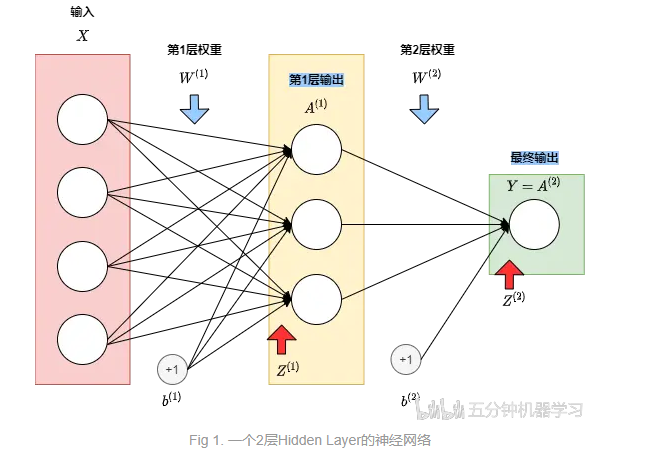 输入
X
第1层权重
W(1)
第1层输出
A(1)
第2层权重
W(2)
最终输出
Y = A(2)
Z(2)
+1
b(1)
Z(1)
+1
b(2)
五分钟机器学习
Fig 1. 一个2层Hidden Layer的神经网络